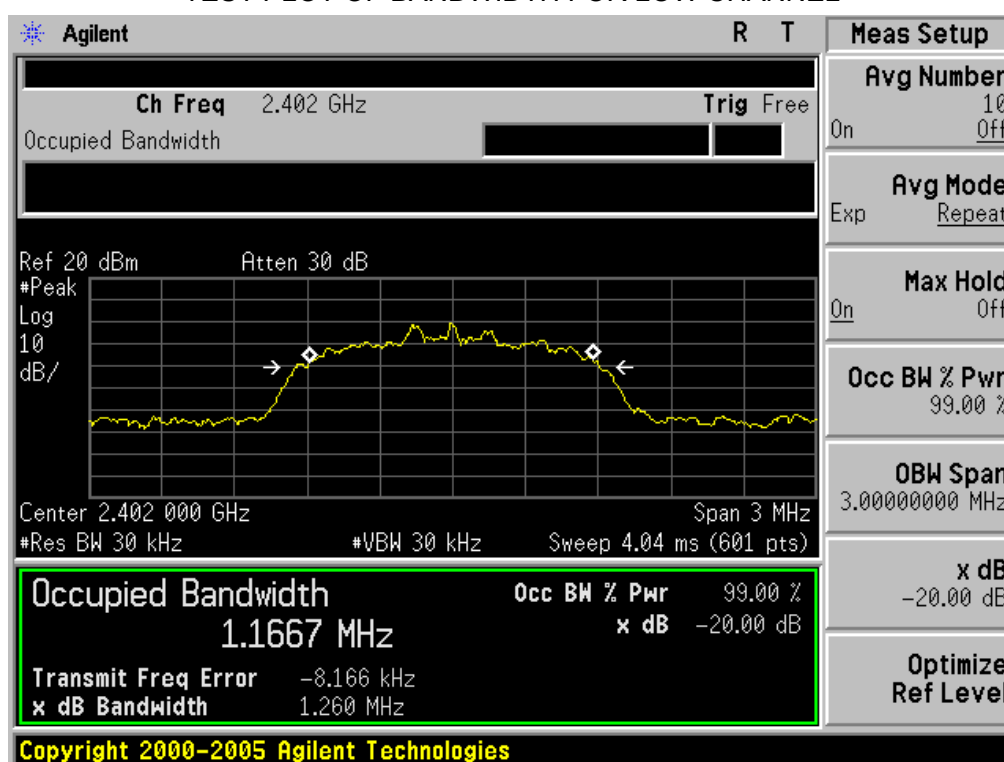 Agilent R T
Ch Freq 2.402 GHz Trig Free
Occupied Bandwidth
Ref 20 dBm Atten 30 dB
#Peak
Log
10
dB/
Center 2.402 000 GHz Span 3 MHz
#Res BW 30 kHz #VBW 30 kHz Sweep 4.04 ms (601 pts)
Occupied Bandwidth Occ BW % Pwr 99.00 %
1.1667 MHz x dB -20.00 dB
Transmit Freq Error -8.166 kHz
x dB Bandwidth 1.260 MHz
Copyright 2000-2005 Agilent Technologies
Meas Setup
Avg Number
10
On Off
Avg Mode
Exp Repeat
Max Hold
On Off
Occ BW % Pwr
99.00 %
OBW Span
3.00000000 MHz
x dB
-20.00 dB
Optimize
Ref Level